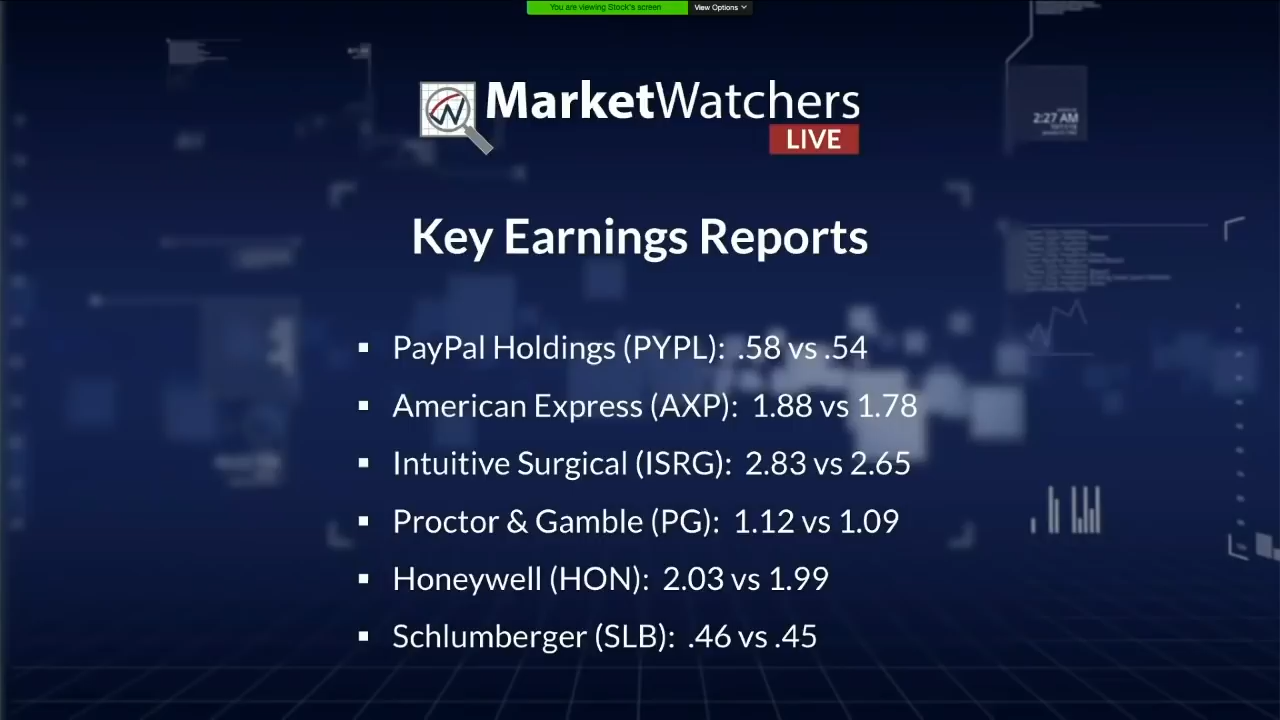 You are viewing Stock's screen View Options
MarketWatchers
LIVE
2:27 AM
Key Earnings Reports
▪ PayPal Holdings (PYPL): .58 vs .54
▪ American Express (AXP): 1.88 vs 1.78
▪ Intuitive Surgical (ISRG): 2.83 vs 2.65
▪ Proctor & Gamble (PG): 1.12 vs 1.09
▪ Honeywell (HON): 2.03 vs 1.99
▪ Schlumberger (SLB): .46 vs .45